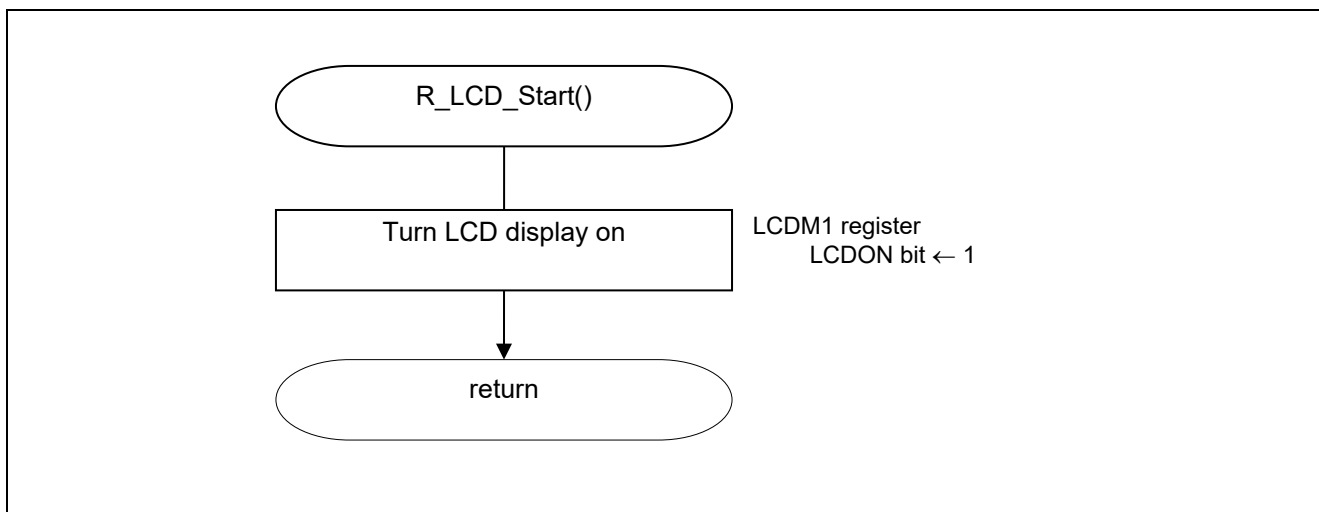 R_LCD_Start()
Turn LCD display on
LCDM1 register
LCDON bit ← 1
return